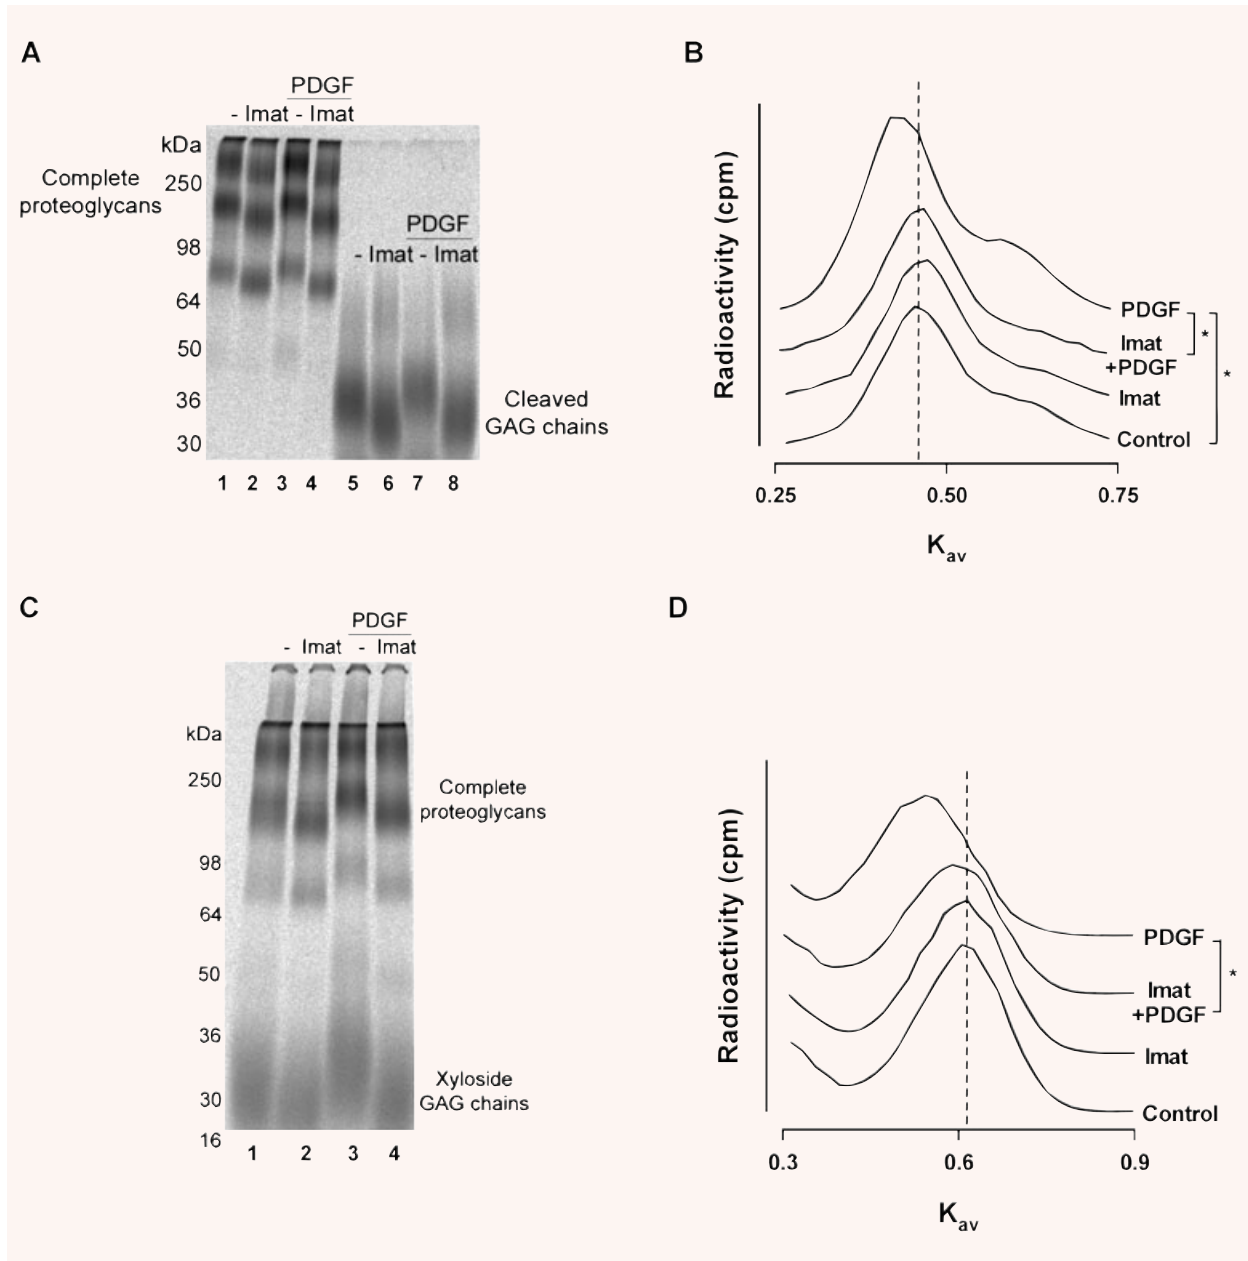 A
PDGF
- Imat - Imat
kDa
Complete
proteoglycans
250
98
64
50
36
30
PDGF
- Imat - Imat
Cleaved
GAG chains
1 2 3 4 5 6 7 8
B
Radioactivity (cpm)
PDGF
Imat
+PDGF
Imat
Control
*
*
0.25 0.50 0.75
Kav
C
PDGF
- Imat - Imat
kDa
250
98
64
50
36
30
16
Complete
proteoglycans
Xyloside
GAG chains
1 2 3 4
D
Radioactivity (cpm)
PDGF
Imat
+PDGF
Imat
Control
*
0.3 0.6 0.9
Kav